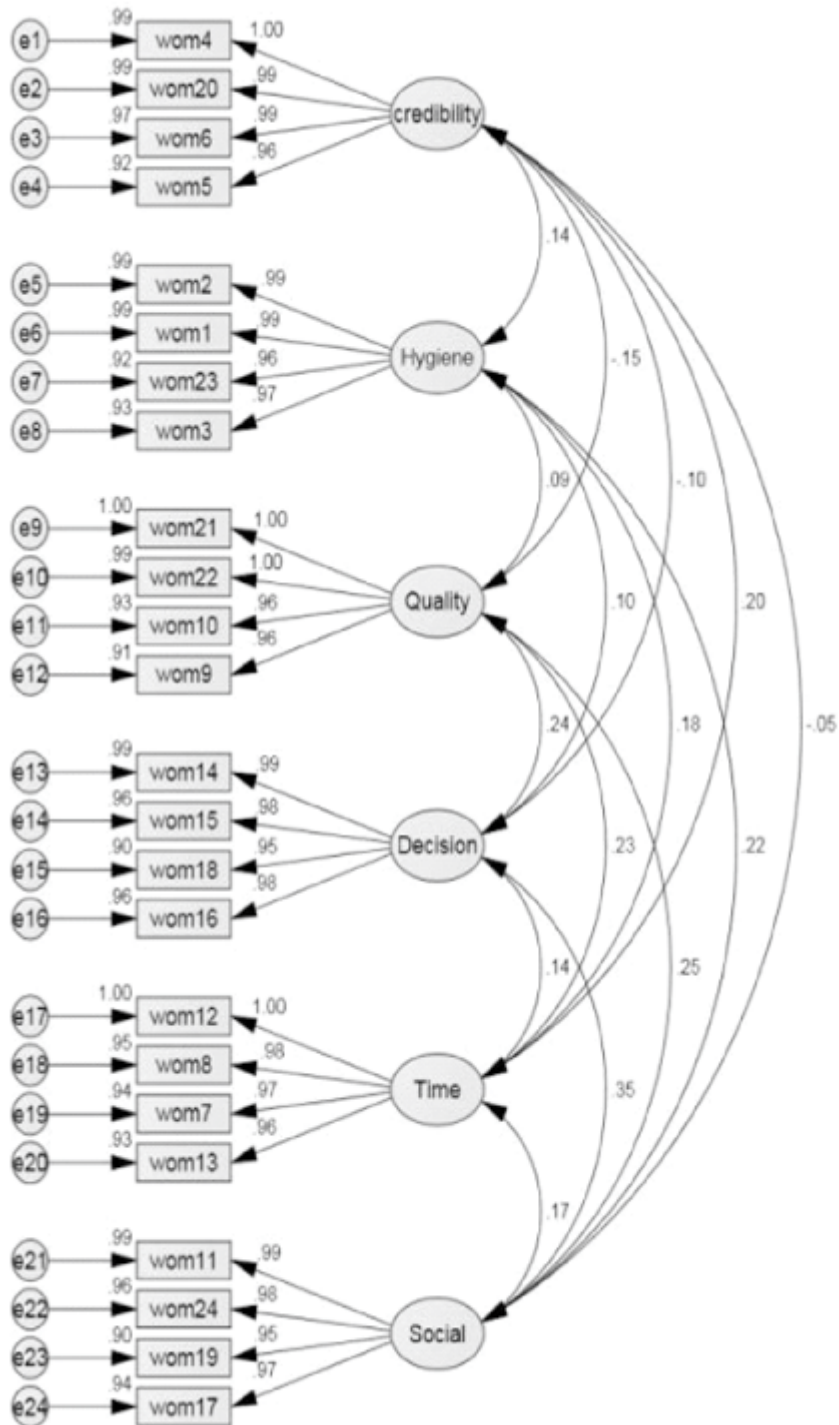 .99
e1 wom4 1.00
.99
e2 wom20 .99
credibility
.97
e3 wom6 .99
.92
e4 wom5 .96
.14
.99
e5 wom2 .99
.99
e6 wom1 .99
Hygiene
-.15
.92
e7 wom23 .96
.93
e8 wom3 .97
.09
-.10
1.00
e9 wom21 1.00
.99
e10 wom22 1.00
Quality
.10
.20
.93
e11 wom10 .96
.91
e12 wom9 .96
.24
.18
-.05
.99
e13 wom14 .99
.96
e14 wom15 .98
Decision
.23
.22
.90
e15 wom18 .95
.96
e16 wom16 .98
.14
.25
1.00
e17 wom12 1.00
.95
e18 wom8 .98
Time
.35
.94
e19 wom7 .97
.93
e20 wom13 .96
.17
.99
e21 wom11 .99
.96
e22 wom24 .98
Social
.90
e23 wom19 .95
.94
e24 wom17 .97